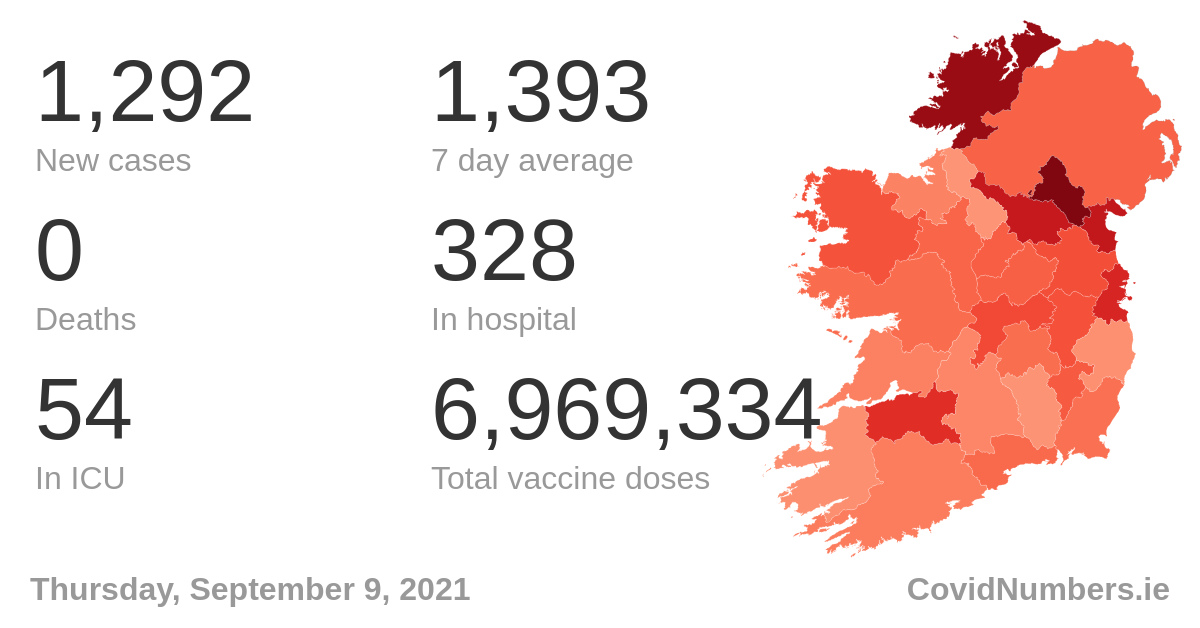 1,292
1,393
New cases
7 day average
0
328
Deaths
In hospital
54
6,969,334
In ICU
Total vaccine doses
Thursday, September 9, 2021
CovidNumbers.ie